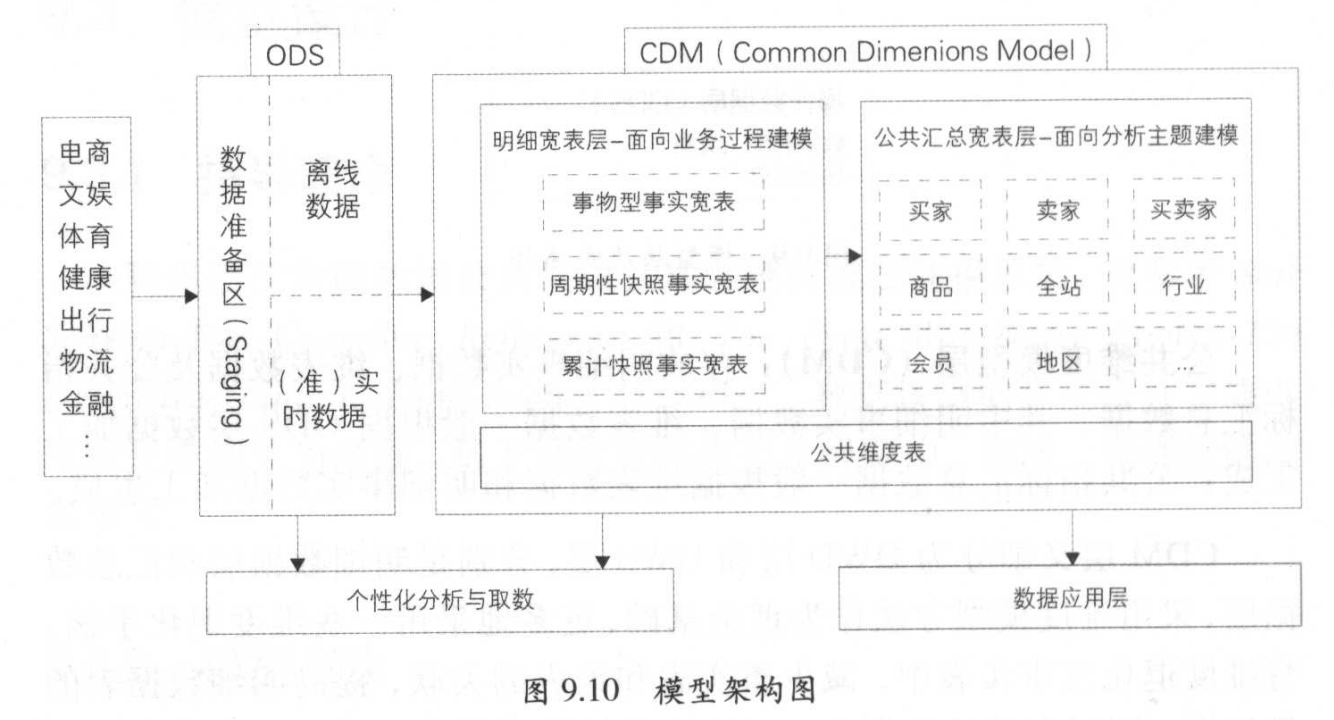 ODS
CDM（Common Dimenions Model）
电商
文娱
体育
健康
出行
物流
金融
...
数据准备区（Staging）
离线
数据
（准）实
时数据
明细宽表层-面向业务过程建模
事物型事实宽表
周期性快照事实宽表
累计快照事实宽表
公共汇总宽表层-面向分析主题建模
买家 卖家 买卖家
商品 全站 行业
会员 地区 ...
公共维度表
个性化分析与取数
数据应用层
图 9.10 模型架构图